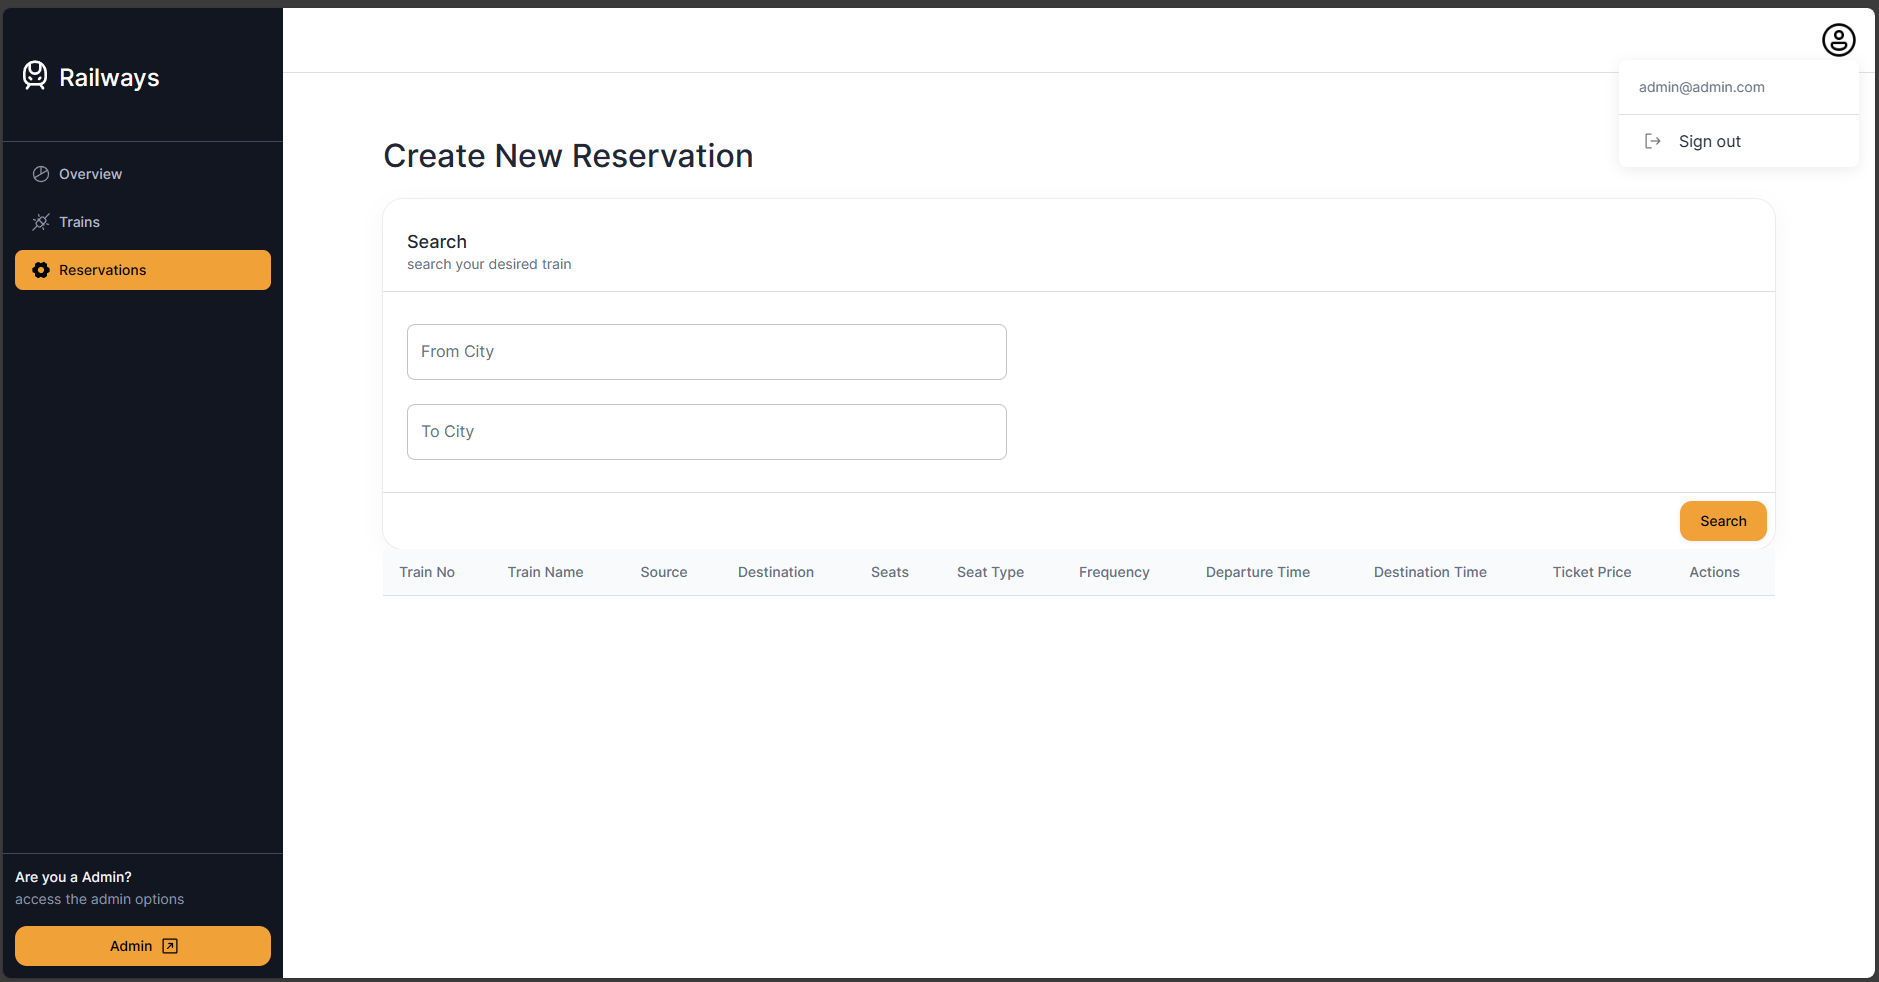 Railways
Overview
Trains
Reservations
Are you a Admin?
access the admin options
Admin
admin@admin.com
Sign out
Create New Reservation
Search
search your desired train
From City
To City
Search
Train No Train Name Source Destination Seats Seat Type Frequency Departure Time Destination Time Ticket Price Actions